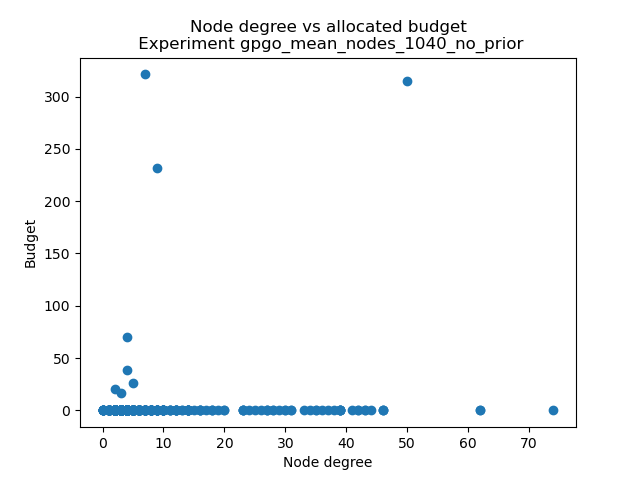 Node degree vs allocated budget
Experiment gpgo_mean_nodes_1040_no_prior
300
250
200
150
100
50
0
Budget
0 10 20 30 40 50 60 70
Node degree